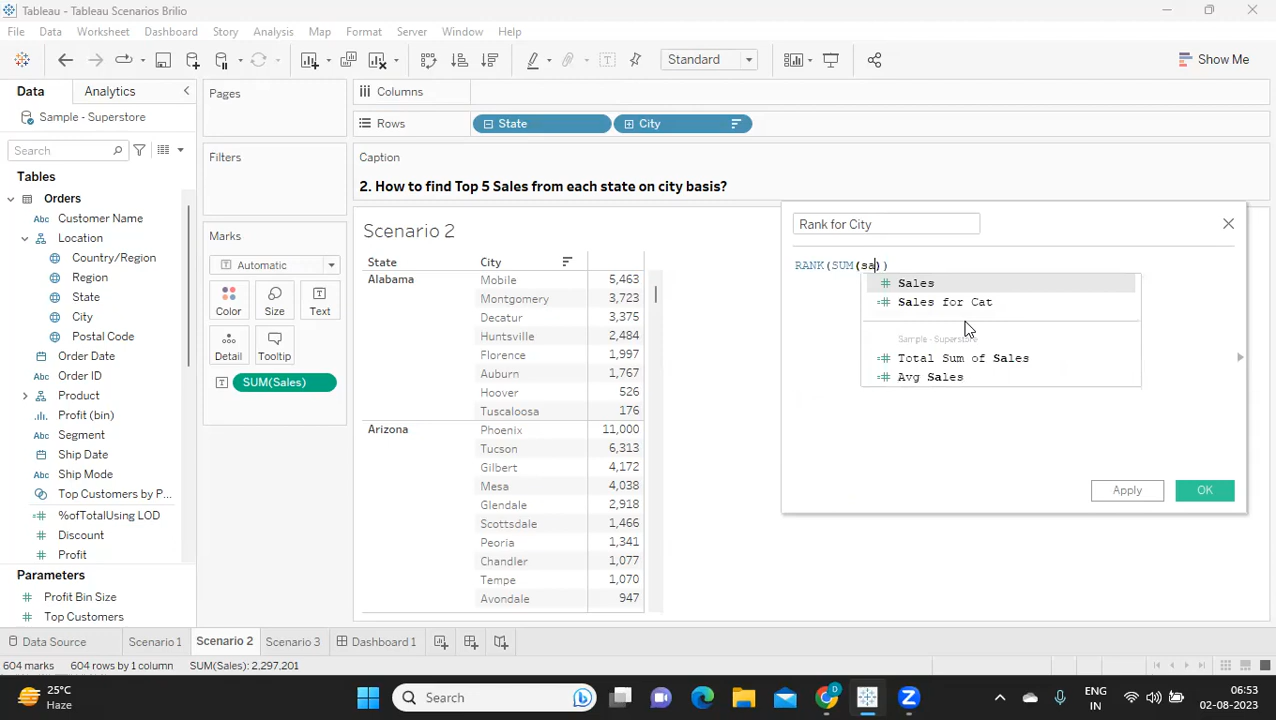 Tableau - Tableau Scenarios Brilio
File Data Worksheet Dashboard Story Analysis Map Format Server Window Help
Standard
Show Me
Data Analytics
Sample - Superstore
Search
Tables
Orders
Customer Name
Location
Country/Region
Region
State
City
Postal Code
Order Date
Order ID
Product
Profit (bin)
Segment
Ship Date
Ship Mode
Top Customers by P...
%ofTotalUsing LOD
Discount
Profit
Parameters
Profit Bin Size
Top Customers
Pages
Filters
Marks
Automatic
Color Size Text
Detail Tooltip
SUM(Sales)
Columns
Rows State City
Caption
2. How to find Top 5 Sales from each state on city basis?
Scenario 2
State City
Alabama Mobile 5,463
Montgomery 3,723
Decatur 3,375
Huntsville 2,484
Florence 1,997
Auburn 1,767
Hoover 526
Tuscaloosa 176
Arizona Phoenix 11,000
Tucson 6,313
Gilbert 4,172
Mesa 4,038
Glendale 2,918
Scottsdale 1,466
Peoria 1,341
Chandler 1,077
Tempe 1,070
Avondale 947
Rank for City
RANK(SUM(sa))
Sales
Sales for Cat
Sample - Superstore
Total Sum of Sales
Avg Sales
Apply OK
Data Source Scenario 1 Scenario 2 Scenario 3 Dashboard 1
604 marks 604 rows by 1 column SUM(Sales): 2,297,201
25°C
Haze
Search
ENG
IN
06:53
02-08-2023